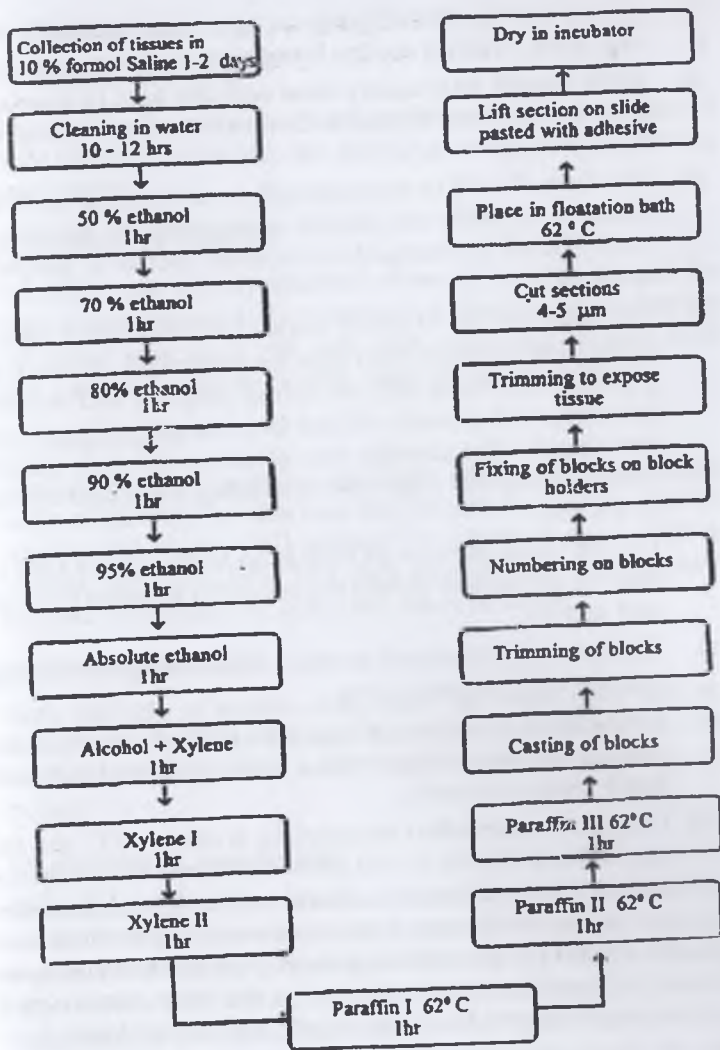 Collection of tissues in
10 % formol Saline 1-2 days
Cleaning in water
10 - 12 hrs
50 % ethanol
1hr
70 % ethanol
1hr
80% ethanol
1hr
90 % ethanol
1hr
95% ethanol
1hr
Absolute ethanol
1hr
Alcohol + Xylene
1hr
Xylene I
1hr
Xylene II
1hr
Paraffin I 62° C
1hr
Paraffin II 62° C
1hr
Paraffin III 62°C
1hr
Casting of blocks
Trimming of blocks
Numbering on blocks
Fixing of blocks on block
holders
Trimming to expose
tissue
Cut sections
4-5 µm
Place in floatation bath
62 ° C
Lift section on slide
pasted with adhesive
Dry in incubator